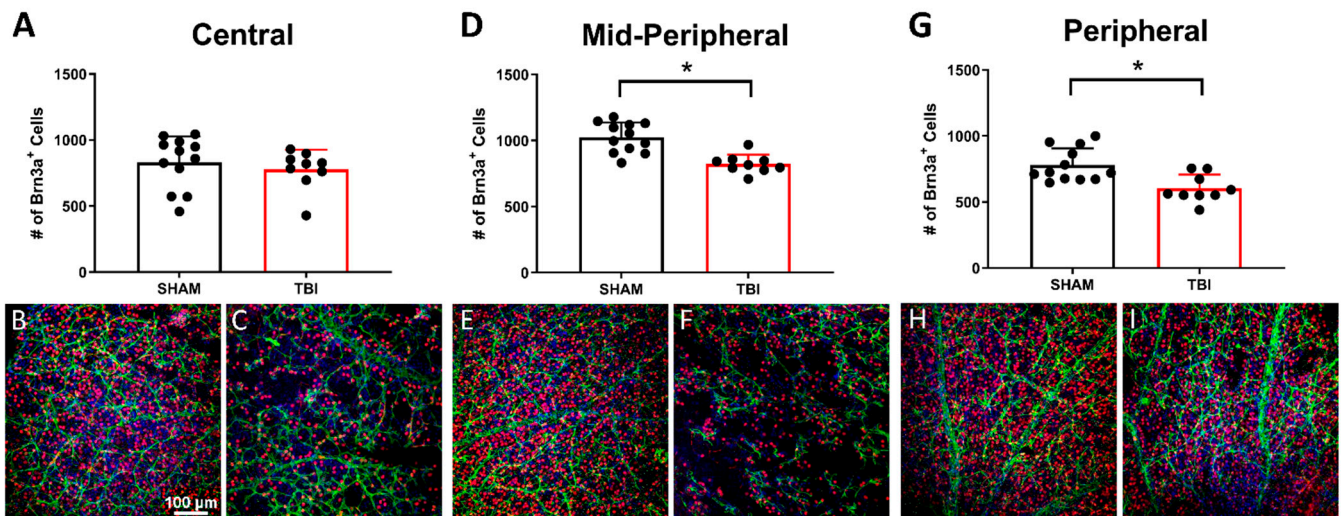 A
Central
# of Brn3a+ Cells
1500
1000
500
0
SHAM
TBI
D
Mid-Peripheral
# of Brn3a+ Cells
1500
1000
500
0
*
SHAM
TBI
G
Peripheral
# of Brn3a+ Cells
1500
1000
500
0
*
SHAM
TBI
B
100 μm
C
E
F
H
I